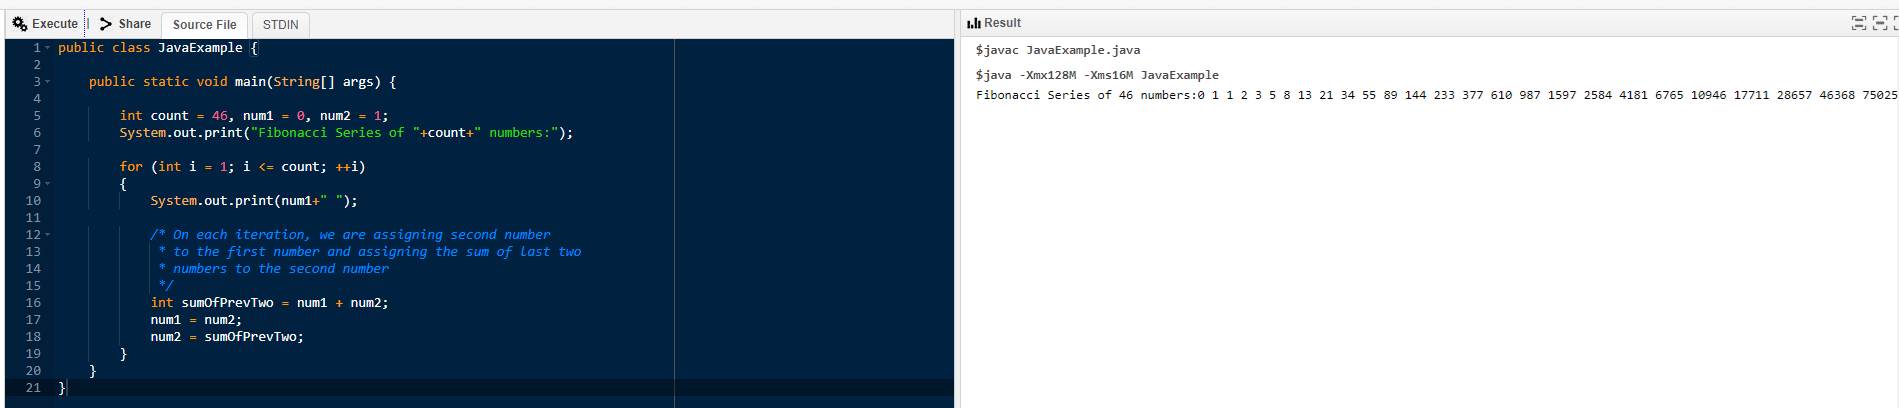 Execute | Share Source File STDIN
1 public class JavaExample {
2
3 public static void main(String[] args) {
4
5 int count = 46, num1 = 0, num2 = 1;
6 System.out.print("Fibonacci Series of "+count+" numbers:");
7
8 for (int i = 1; i <= count; ++i)
9 {
10 System.out.print(num1+" ");
11
12 /* On each iteration, we are assigning second number
13 * to the first number and assigning the sum of last two
14 * numbers to the second number
15 */
16 int sumOfPrevTwo = num1 + num2;
17 num1 = num2;
18 num2 = sumOfPrevTwo;
19 }
20 }
21 }
Result
$javac JavaExample.java
$java -Xmx128M -Xms16M JavaExample
Fibonacci Series of 46 numbers:0 1 1 2 3 5 8 13 21 34 55 89 144 233 377 610 987 1597 2584 4181 6765 10946 17711 28657 46368 75025